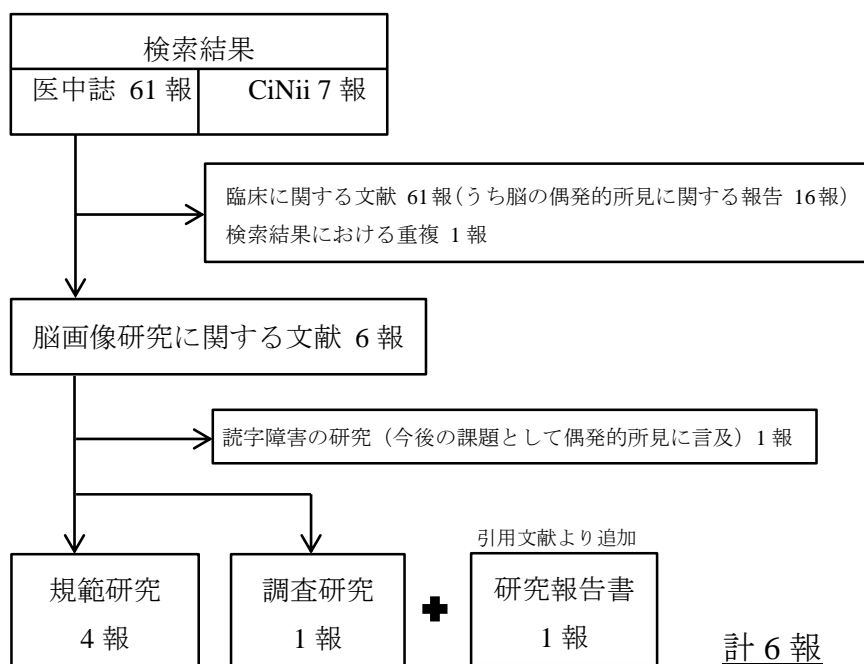 検索結果
医中誌 61 報
CiNii 7 報
臨床に関する文献 61報(うち脳の偶発的所見に関する報告 16報)
検索結果における重複 1 報
脳画像研究に関する文献 6 報
読字障害の研究（今後の課題として偶発的所見に言及）1 報
引用文献より追加
規範研究
4 報
調査研究
1 報
研究報告書
1 報
計 6 報